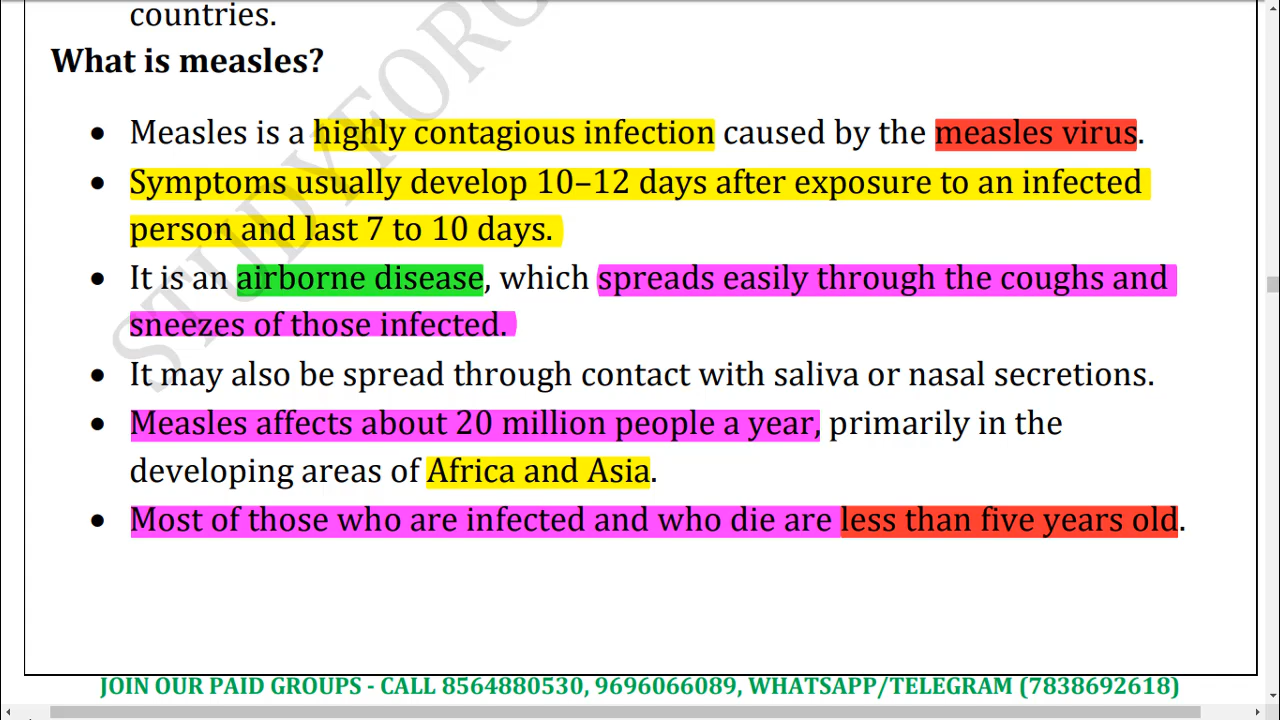 countries.
What is measles?
• Measles is a highly contagious infection caused by the measles virus.
• Symptoms usually develop 10–12 days after exposure to an infected
person and last 7 to 10 days.
• It is an airborne disease, which spreads easily through the coughs and
sneezes of those infected.
• It may also be spread through contact with saliva or nasal secretions.
• Measles affects about 20 million people a year, primarily in the
developing areas of Africa and Asia.
• Most of those who are infected and who die are less than five years old.
STUDYFORC
JOIN OUR PAID GROUPS - CALL 8564880530, 9696066089, WHATSAPP/TELEGRAM (7838692618)